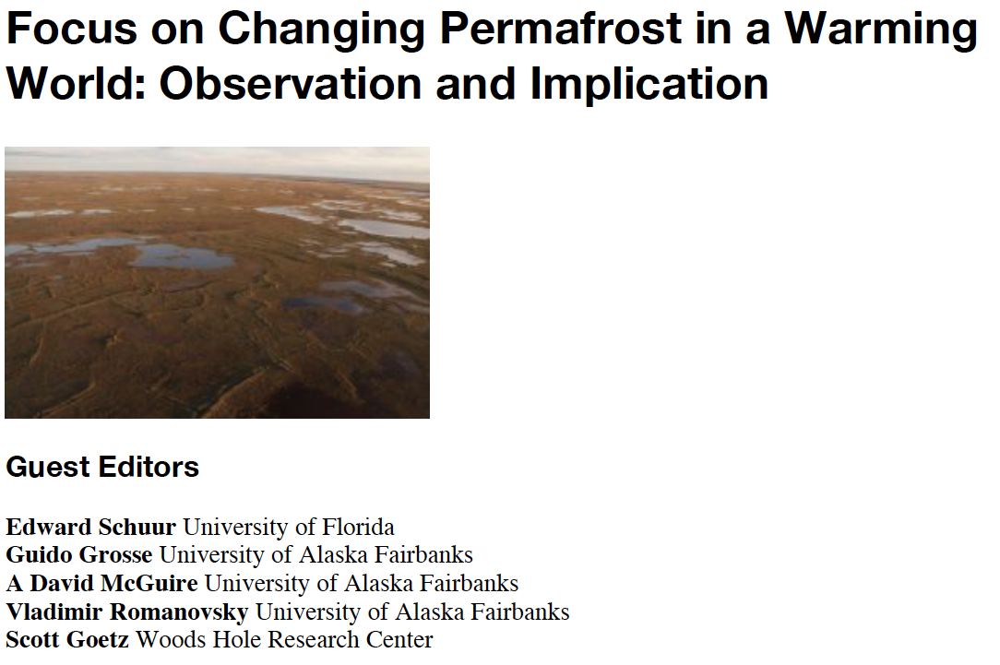 Focus on Changing Permafrost in a Warming
World: Observation and Implication
Guest Editors
Edward Schuur University of Florida
Guido Grosse University of Alaska Fairbanks
A David McGuire University of Alaska Fairbanks
Vladimir Romanovsky University of Alaska Fairbanks
Scott Goetz Woods Hole Research Center